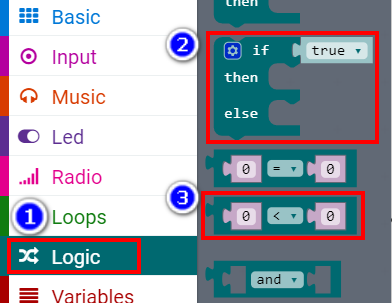 Basic
Input
Music
Led
Radio
1 Loops
Logic
Variables
then
2
if true
then
else
0 = 0
3
0 < 0
and